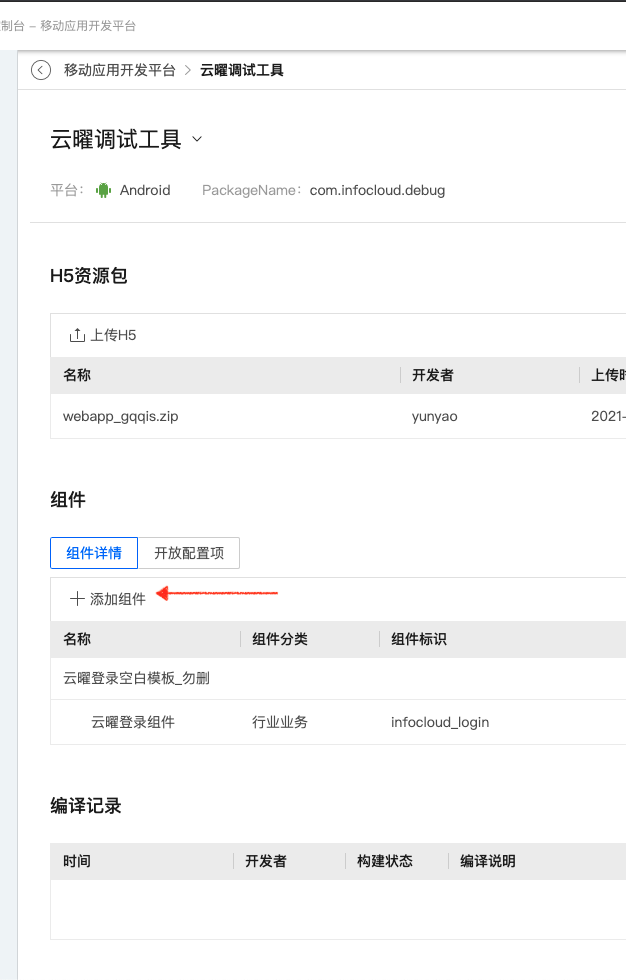 制台 – 移动应用开发平台
移动应用开发平台 > 云曜调试工具
云曜调试工具
平台： Android PackageName： com.infocloud.debug
H5资源包
上传H5
名称 开发者 上传时
webapp_gqqis.zip yunyao 2021-
组件
组件详情 开放配置项
添加组件
名称 组件分类 组件标识
云曜登录空白模板_勿删
云曜登录组件 行业业务 infocloud_login
编译记录
时间 开发者 构建状态 编译说明